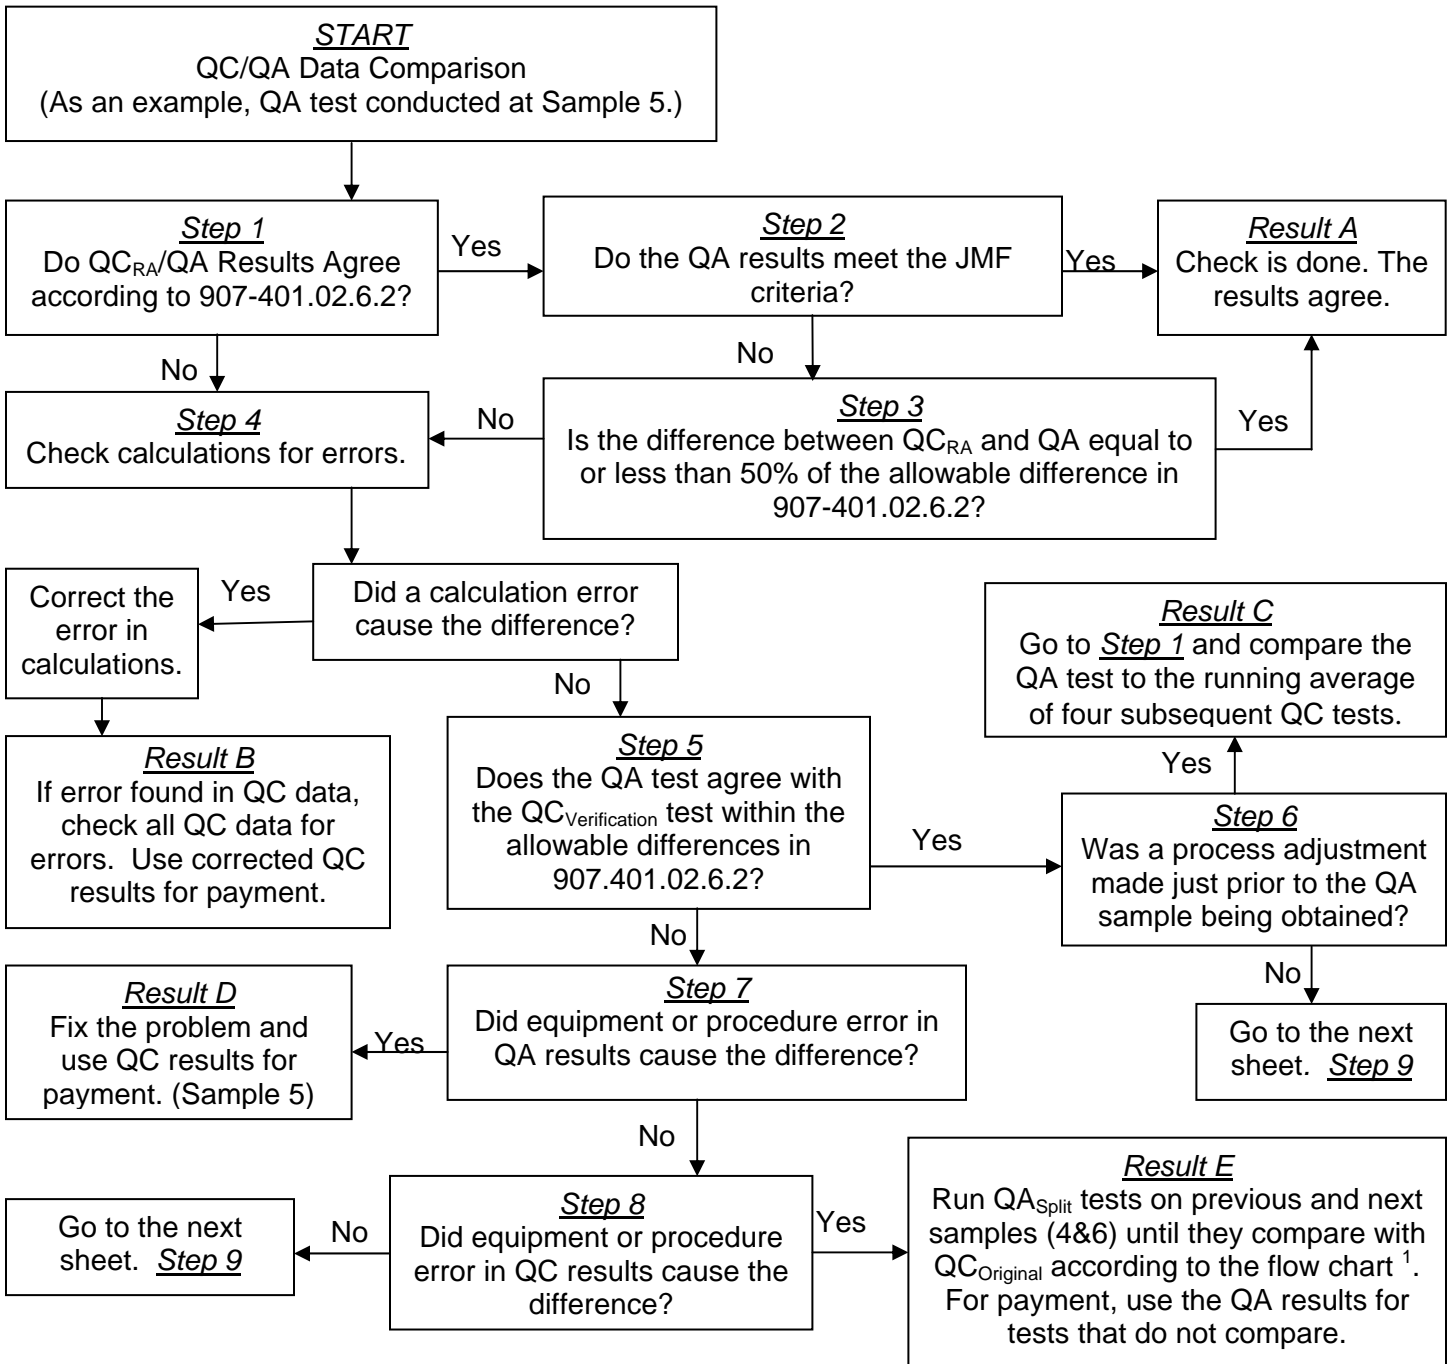 START
QC/QA Data Comparison
(As an example, QA test conducted at Sample 5.)
Step 1
Do QCRA/QA Results Agree
according to 907-401.02.6.2?
Yes
Step 2
Do the QA results meet the JMF
criteria?
Yes
Result A
Check is done. The
results agree.
No
No
Step 3
Is the difference between QCRA and QA equal to
or less than 50% of the allowable difference in
907-401.02.6.2?
Yes
No
Step 4
Check calculations for errors.
Did a calculation error
cause the difference?
Yes
Correct the
error in
calculations.
Result B
If error found in QC data,
check all QC data for
errors.  Use corrected QC
results for payment.
No
Step 5
Does the QA test agree with
the QCVerification test within the
allowable differences in
907.401.02.6.2?
Yes
Result C
Go to Step 1 and compare the
QA test to the running average
of four subsequent QC tests.
Yes
Step 6
Was a process adjustment
made just prior to the QA
sample being obtained?
No
Go to the next
sheet.  Step 9
No
Step 7
Did equipment or procedure error in
QA results cause the difference?
Yes
Result D
Fix the problem and
use QC results for
payment. (Sample 5)
No
Step 8
Did equipment or procedure
error in QC results cause the
difference?
No
Go to the next
sheet.  Step 9
Yes
Result E
Run QASplit tests on previous and next
samples (4&6) until they compare with
QCOriginal according to the flow chart 1.
For payment, use the QA results for
tests that do not compare.